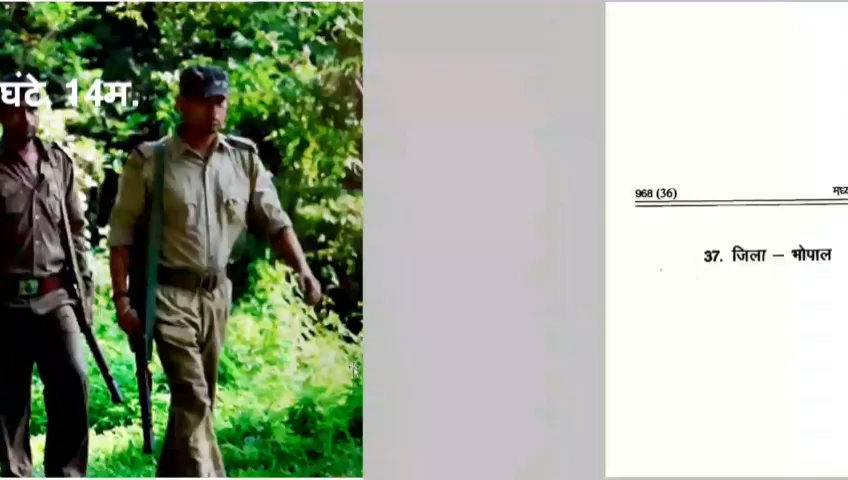 घंटे, 14म.
968 (36)
37. जिला – भोपाल